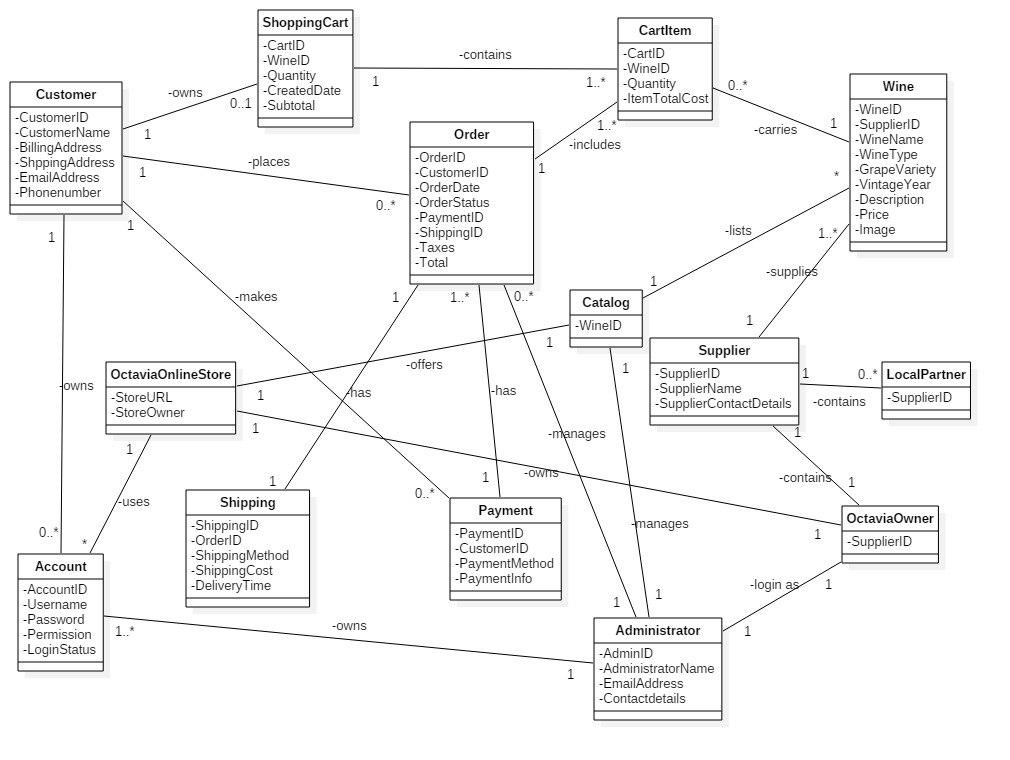 ShoppingCart
-CartID
-WineID
-Quantity
-CreatedDate
-Subtotal
CartItem
-CartID
-WineID
-Quantity
-ItemTotalCost
-contains
1
1..*
Customer
-CustomerID
-CustomerName
-BillingAddress
-ShppingAddress
-EmailAddress
-Phonenumber
-owns
0..1
1
Wine
-WineID
-SupplierID
-WineName
-WineType
-GrapeVariety
-VintageYear
-Description
-Price
-Image
0..*
-carries
1
Order
-OrderID
-CustomerID
-OrderDate
-OrderStatus
-PaymentID
-ShippingID
-Taxes
-Total
1..*
-includes
1
-places
1
0..*
*
-lists
1
1..*
-supplies
1
1
1
-makes
0..*
Catalog
-WineID
1
1..*
0..*
-offers
1
1
OctaviaOnlineStore
-StoreURL
-StoreOwner
Supplier
-SupplierID
-SupplierName
-SupplierContactDetails
1
0..*
-contains
LocalPartner
-SupplierID
1
-owns
0..*
-has
-has
-manages
1
-owns
1
1
1
-contains
1
OctaviaOwner
-SupplierID
1
-uses
*
Shipping
-ShippingID
-OrderID
-ShippingMethod
-ShippingCost
-DeliveryTime
Payment
-PaymentID
-CustomerID
-PaymentMethod
-PaymentInfo
-manages
1
1
Account
-AccountID
-Username
-Password
-Permission
-LoginStatus
-login as
1
1
1..*
-owns
1
Administrator
-AdminID
-AdministratorName
-EmailAddress
-Contactdetails